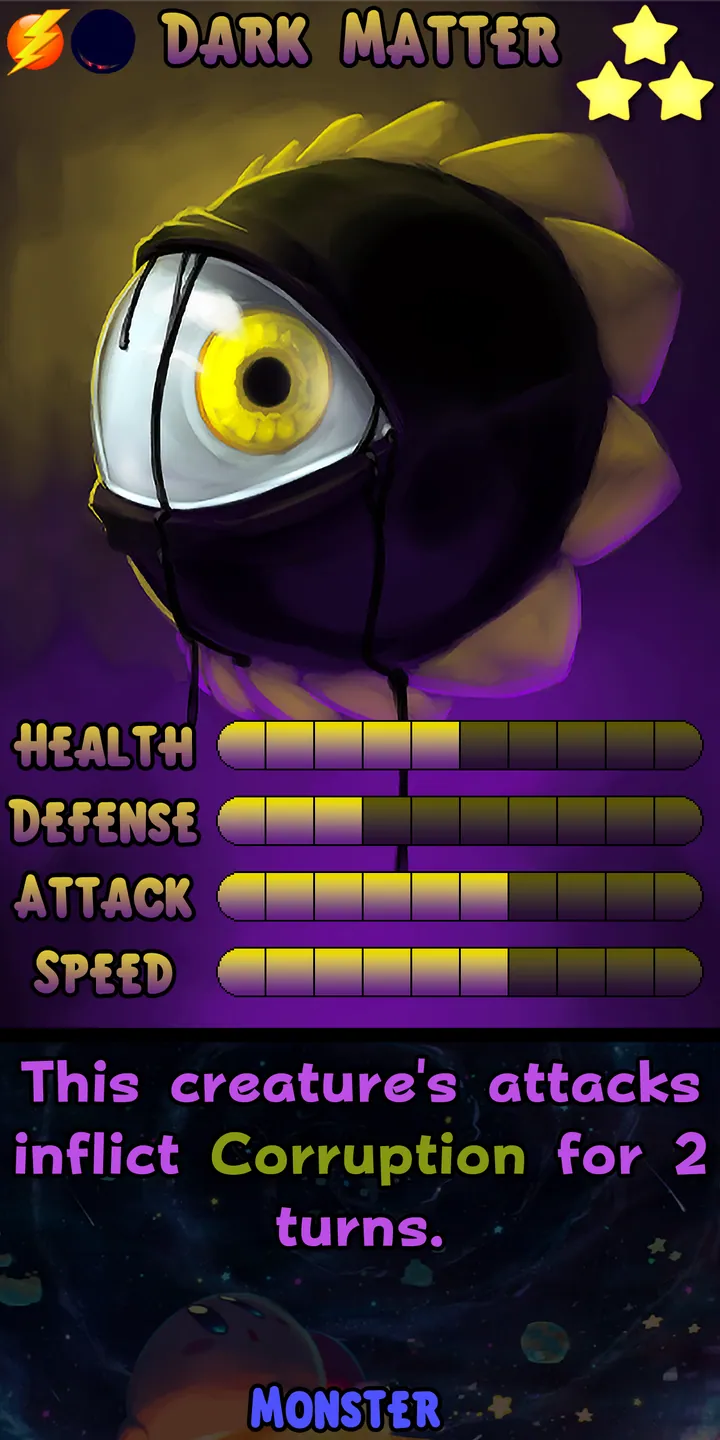 Dark Matter
Health
Defense
Attack
Speed
This creature's attacks
inflict Corruption for 2
turns.
Monster